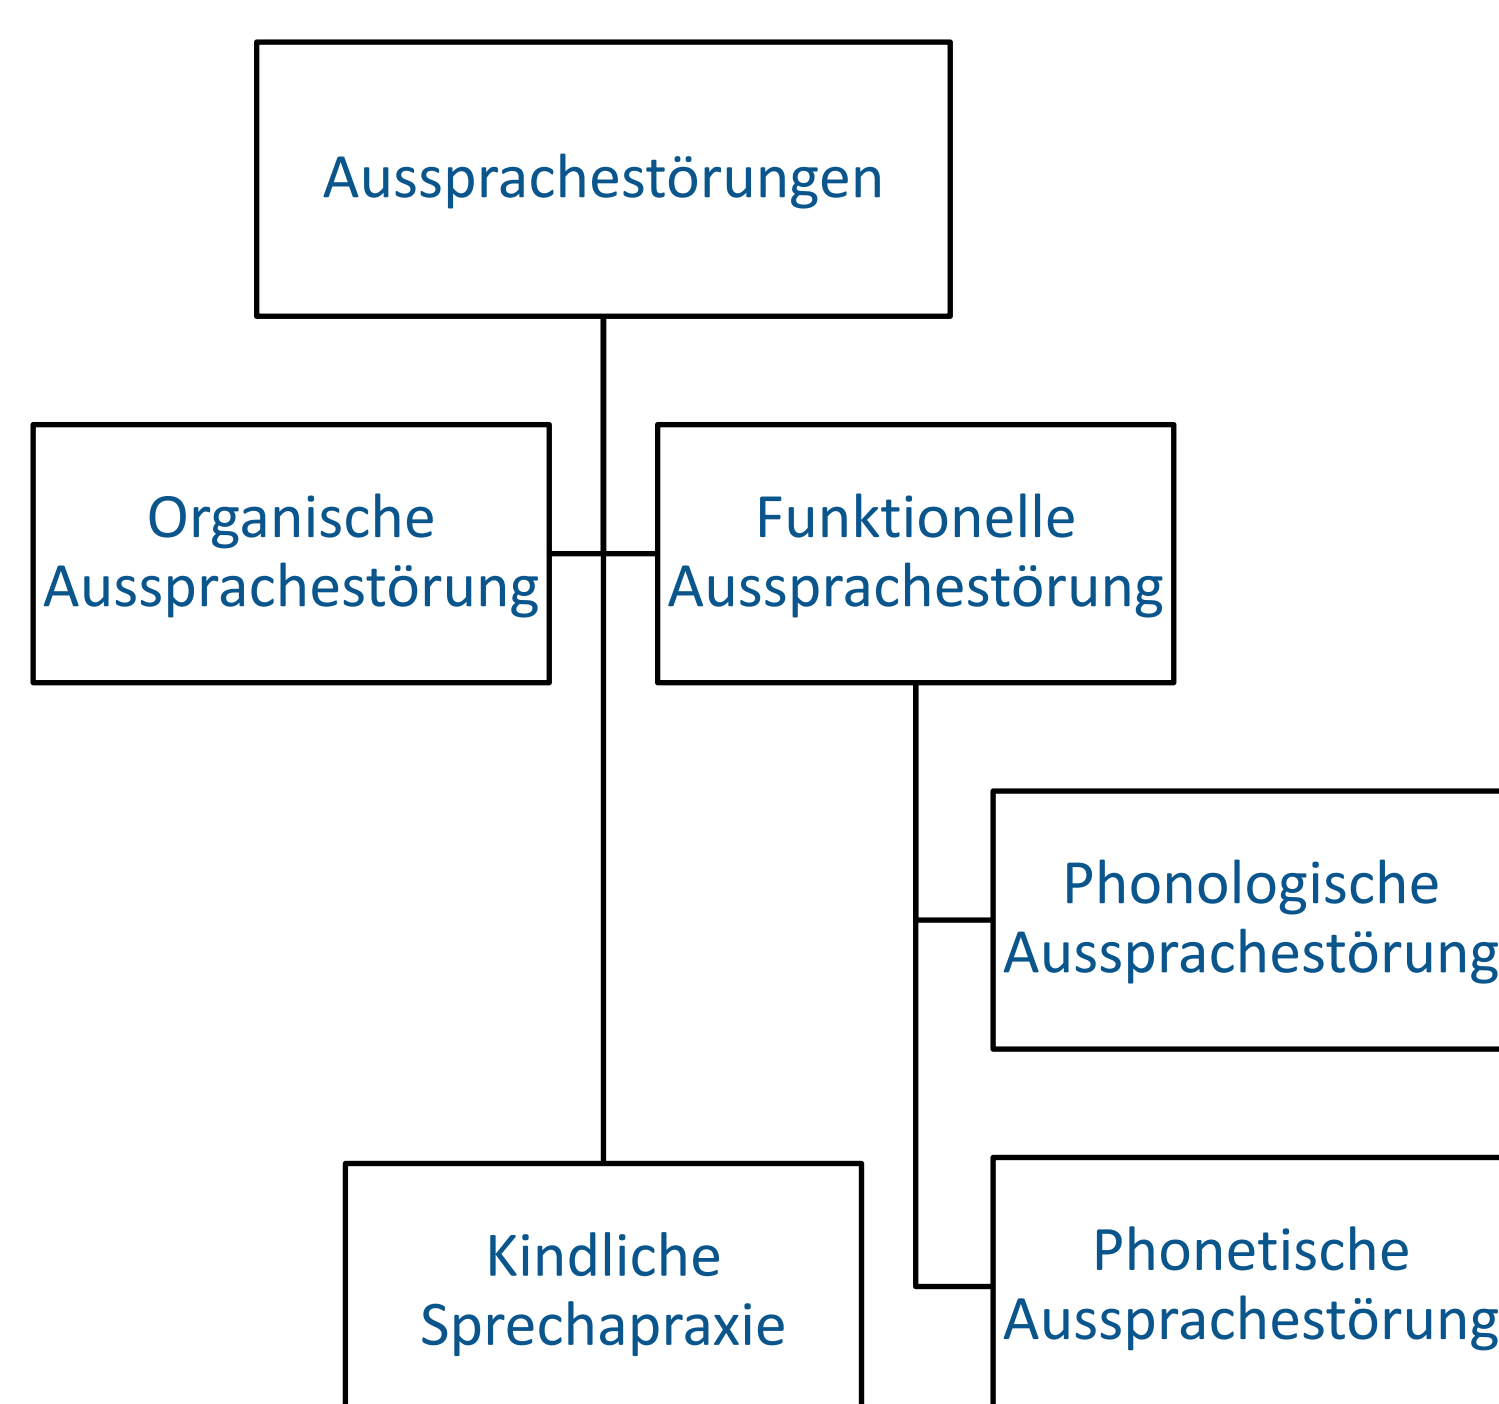 Aussprachestörungen
Organische
Aussprachestörung
Funktionelle
Aussprachestörung
Phonologische
Aussprachestörung
Kindliche
Sprechapraxie
Phonetische
Aussprachestörung